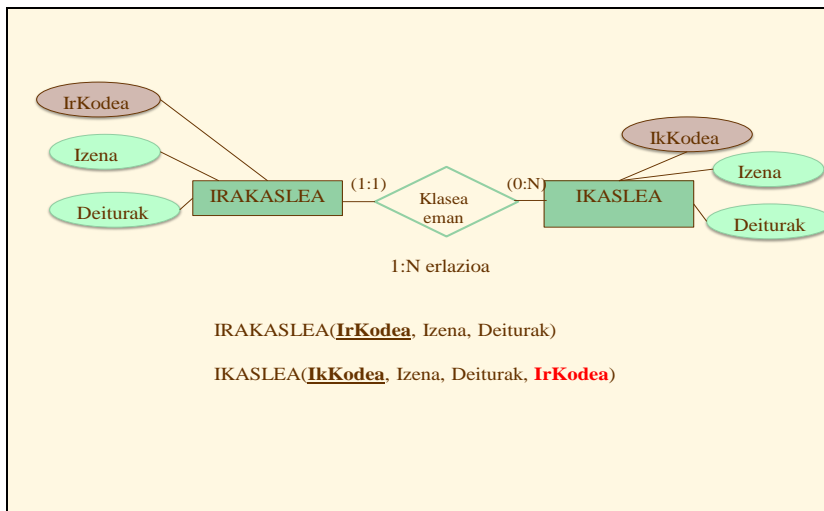 IrKodea
IkKodea
Izena
Izena
(1:1)
(0:N)
IRAKASLEA
Klasea
eman
IKASLEA
Deiturak
Deiturak
1:N erlazioa
IRAKASLEA(IrKodea, Izena, Deiturak)
IKASLEA(IkKodea, Izena, Deiturak, IrKodea)